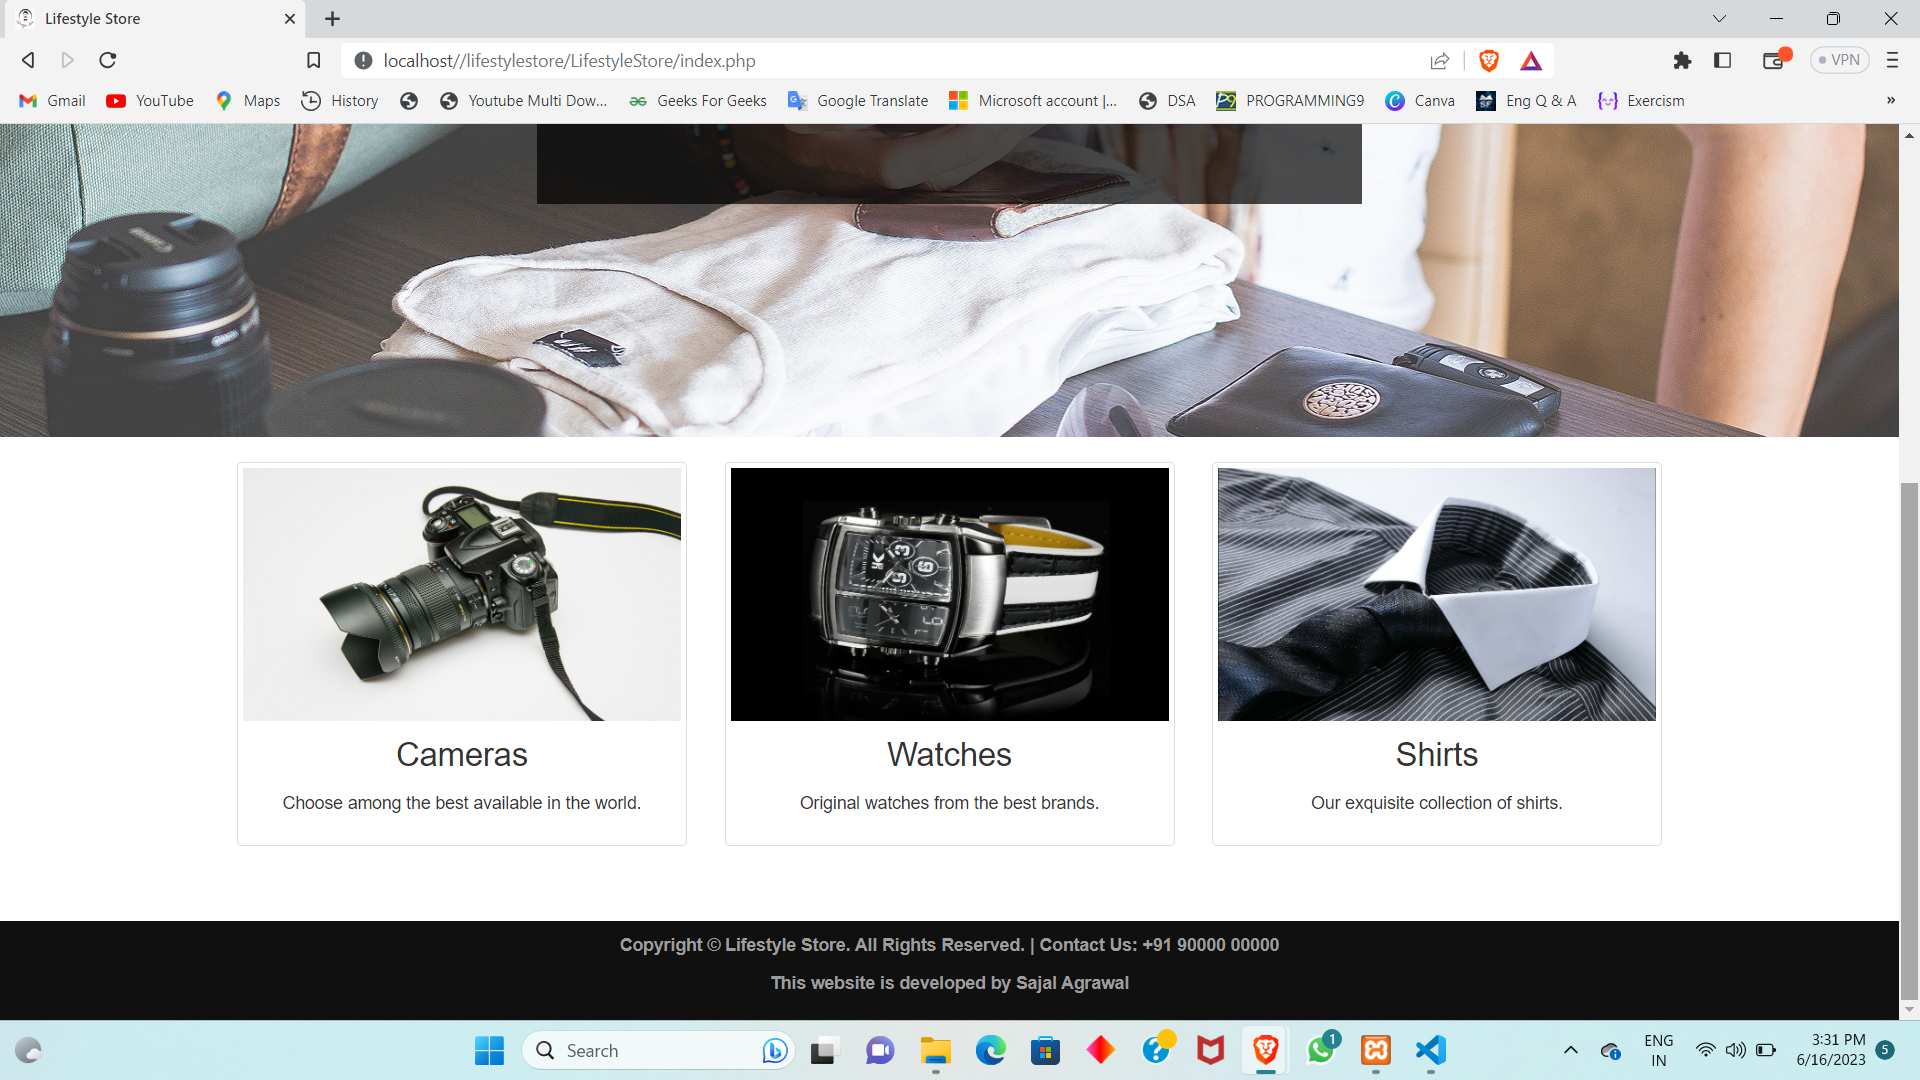 Lifestyle Store
localhost//lifestylestore/LifestyleStore/index.php
VPN
Gmail YouTube Maps History Youtube Multi Dow... Geeks For Geeks Google Translate Microsoft account |... DSA PROGRAMMING9 Canva Eng Q & A Exercism »
Cameras
Choose among the best available in the world.
Watches
Original watches from the best brands.
Shirts
Our exquisite collection of shirts.
Copyright © Lifestyle Store. All Rights Reserved. | Contact Us: +91 90000 00000
This website is developed by Sajal Agrawal
Search
1
ENG
IN
3:31 PM
6/16/2023
5